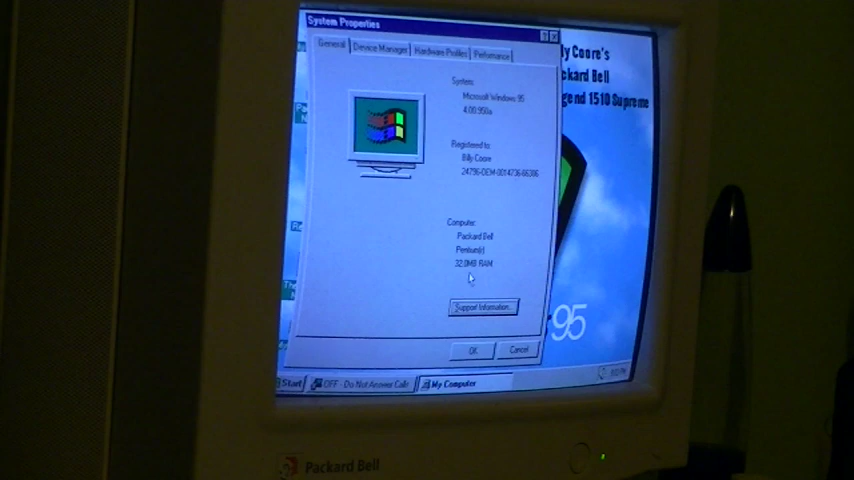 System Properties
General Device Manager Hardware Profiles Performance
System:
Microsoft Windows 95
4.00.950a
Registered to:
Billy Coore
24796-OEM-0014736-66386
Computer:
Packard Bell
Pentium(r)
32.0MB RAM
Support Information...
OK Cancel
lly Coore's
ckard Bell
gend 1510 Supreme
95
Start OFF - Do Not Answer Calls My Computer
Packard Bell